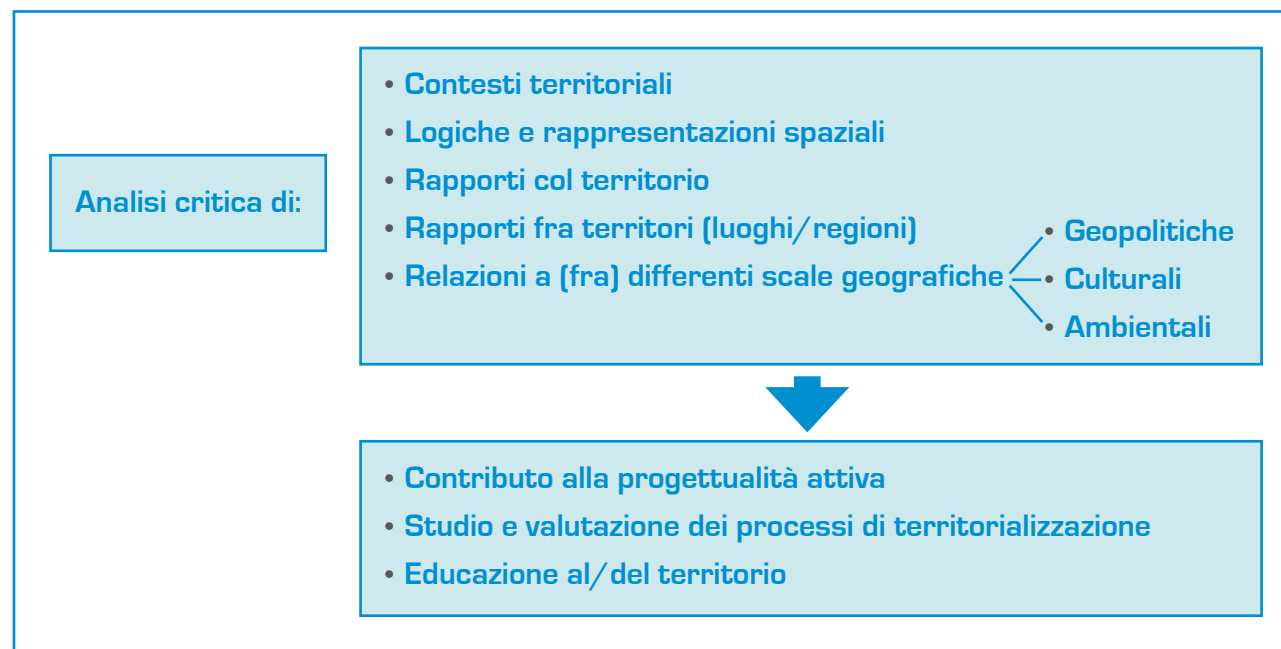 Analisi critica di:
• Contesti territoriali
• Logiche e rappresentazioni spaziali
• Rapporti col territorio
• Rapporti fra territori (luoghi/regioni)
• Relazioni a (fra) differenti scale geografiche
• Geopolitiche
• Culturali
• Ambientali
• Contributo alla progettualità attiva
• Studio e valutazione dei processi di territorializzazione
• Educazione al/del territorio